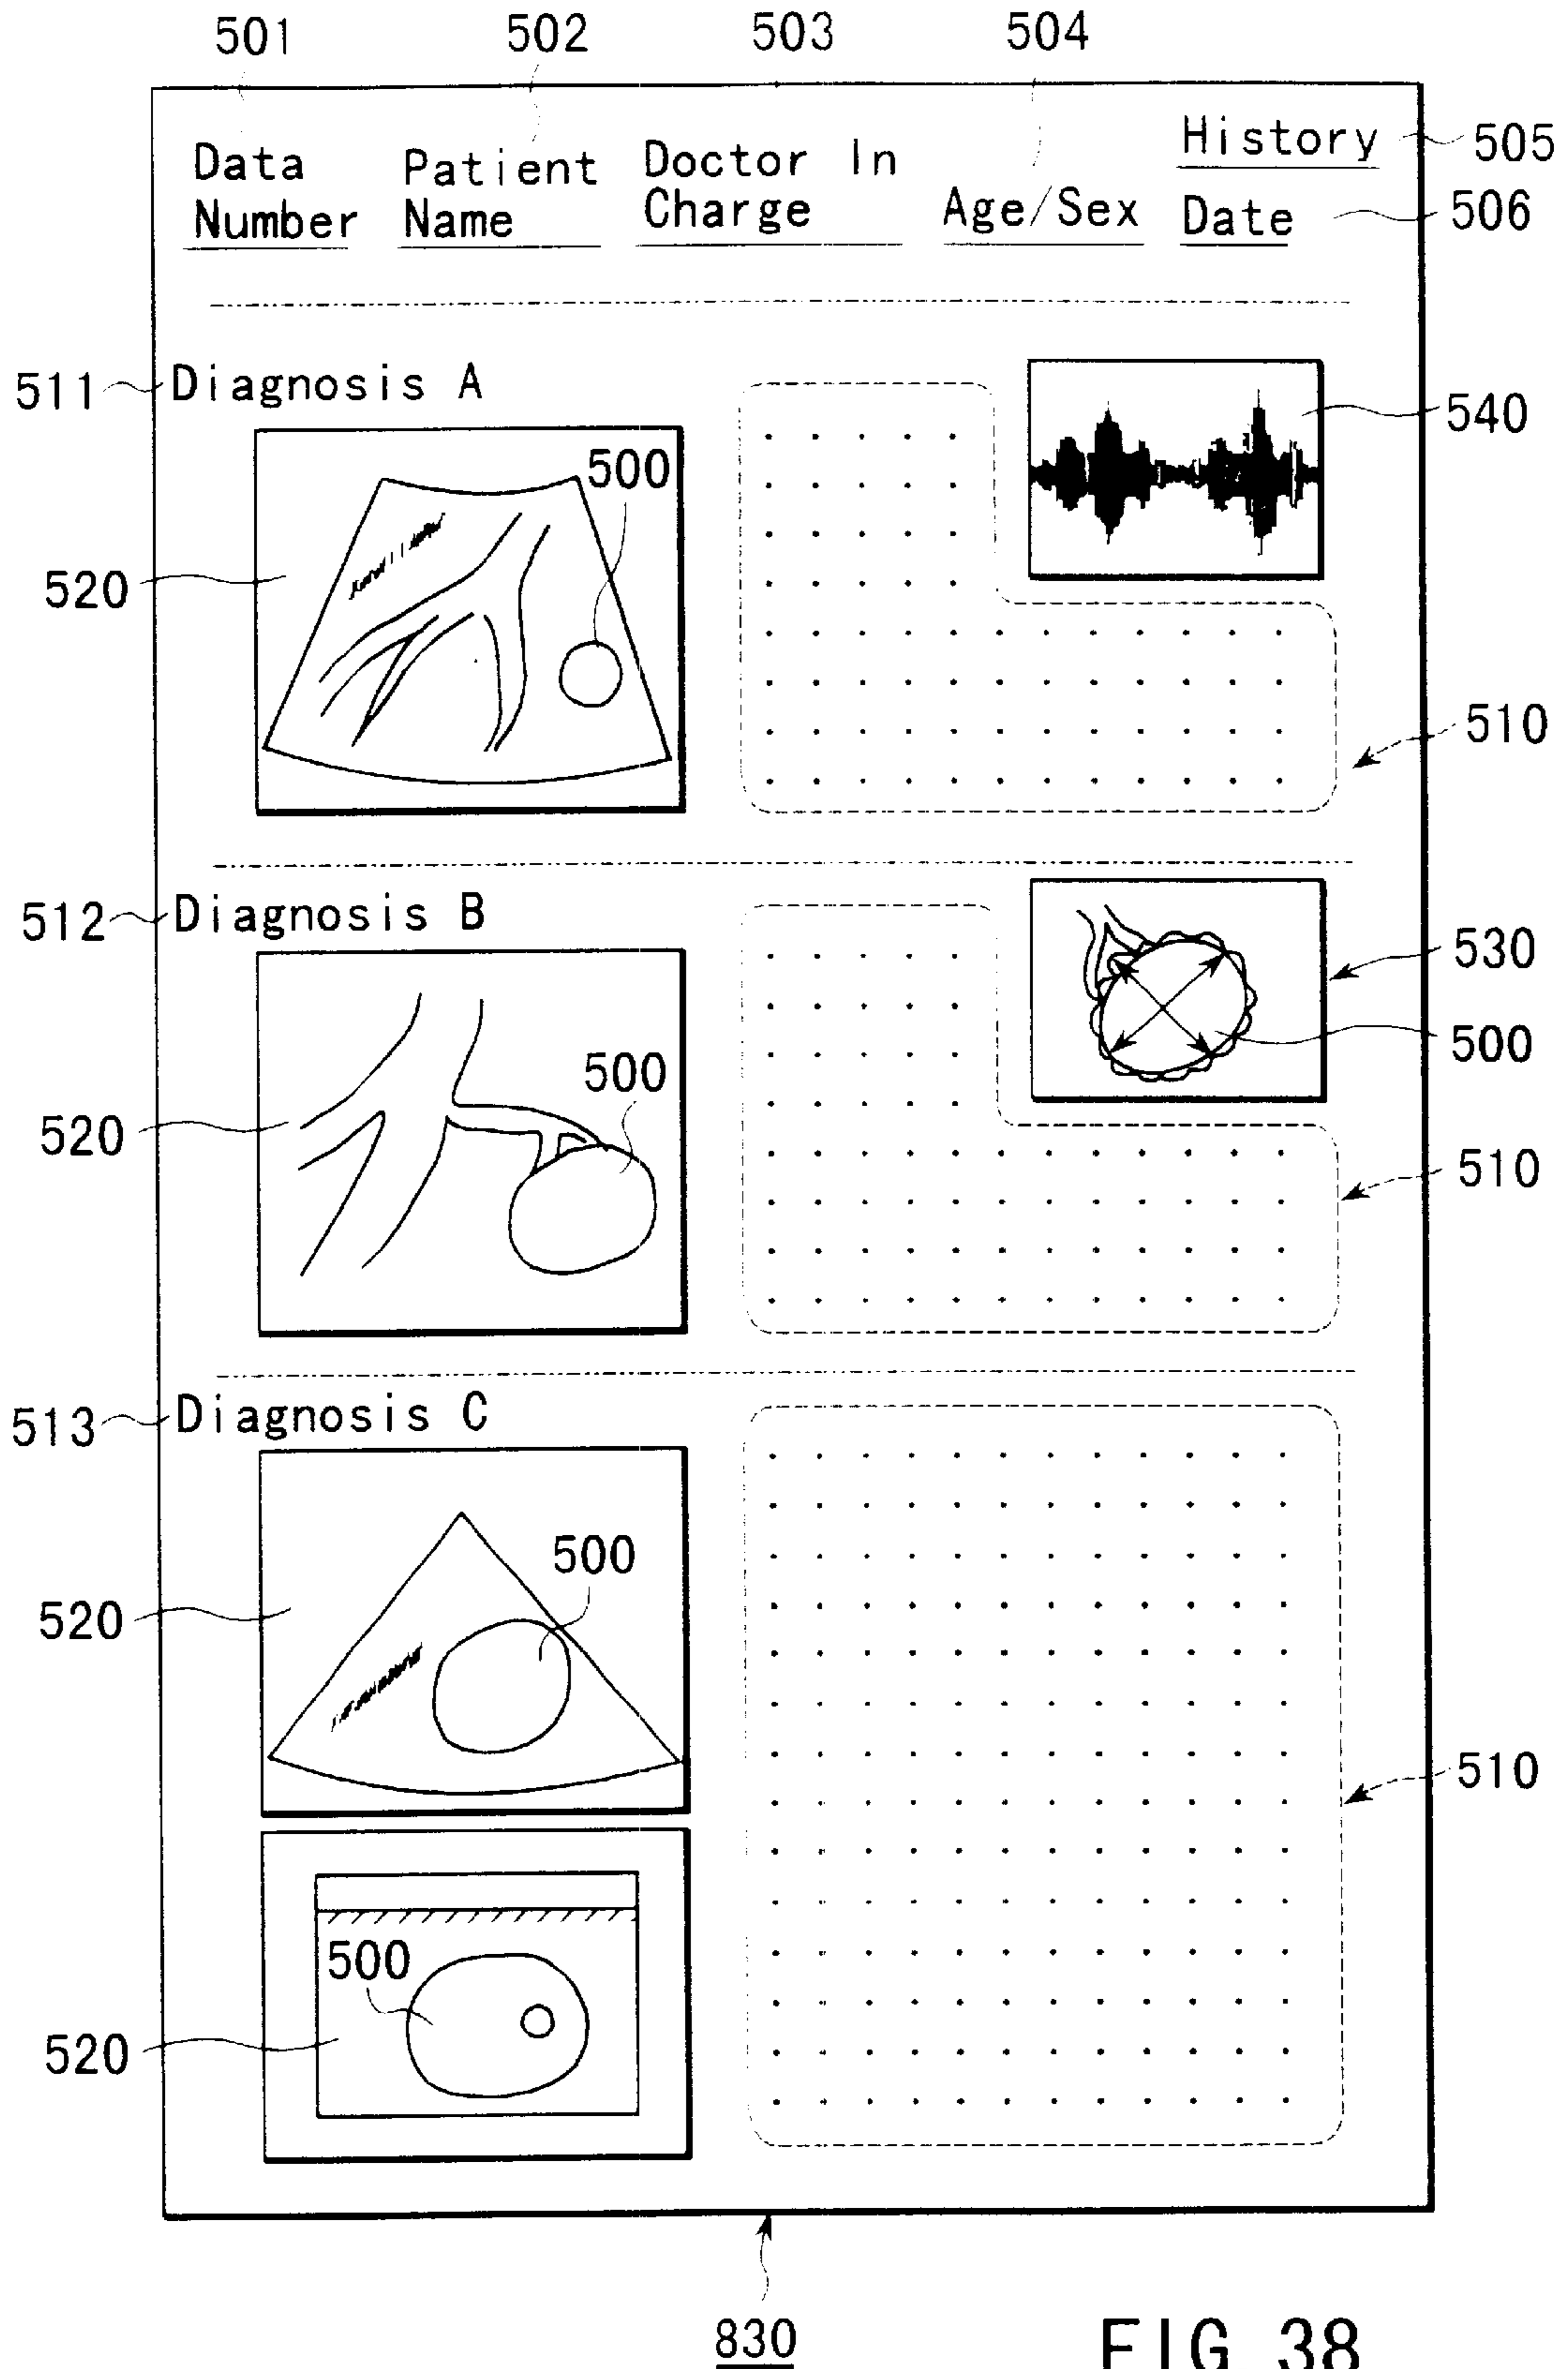 501
502
503
504
History
505
Data
Number
Patient
Name
Doctor In
Charge
Age/Sex
Date
506
511
Diagnosis A
540
500
520
510
512
Diagnosis B
530
500
500
520
510
513
Diagnosis C
500
520
510
500
520
830
FIG. 38